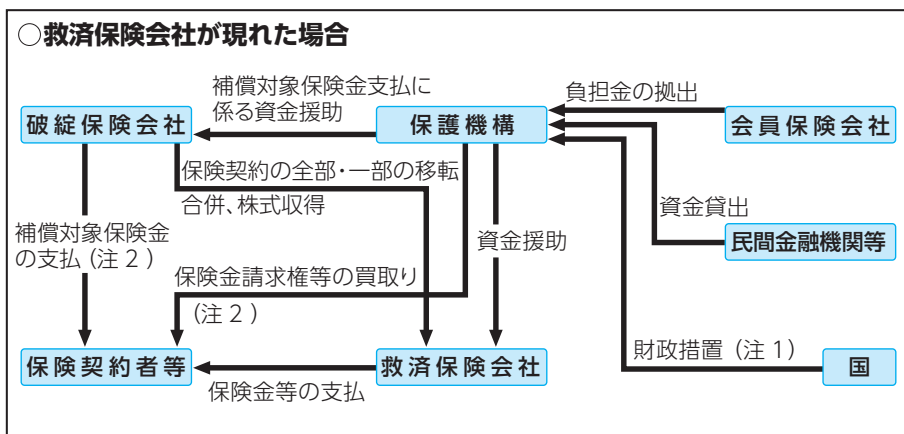 ○救済保険会社が現れた場合
補償対象保険金支払に
係る資金援助
負担金の拠出
破綻保険会社
保護機構
会員保険会社
保険契約の全部・一部の移転
合併、株式収得
資金貸出
補償対象保険金
の支払(注2)
資金援助
民間金融機関等
保険金請求権等の買取り
(注2)
財政措置(注1)
保険契約者等
救済保険会社
国
保険金等の支払